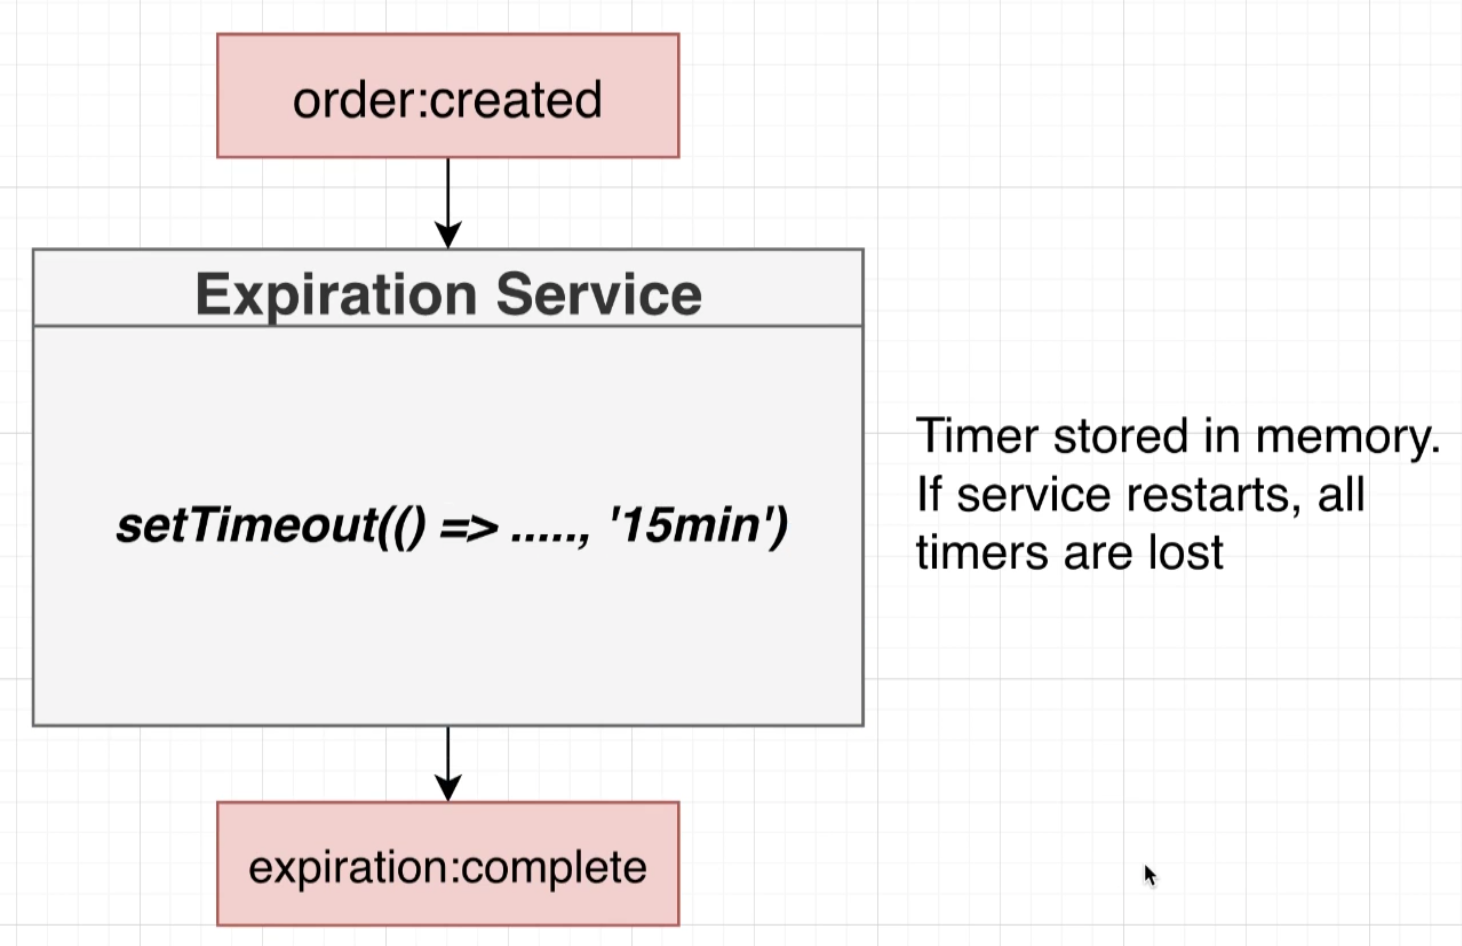 order:created
Expiration Service
setTimeout(() => ....., '15min')
Timer stored in memory.
If service restarts, all
timers are lost
expiration:complete